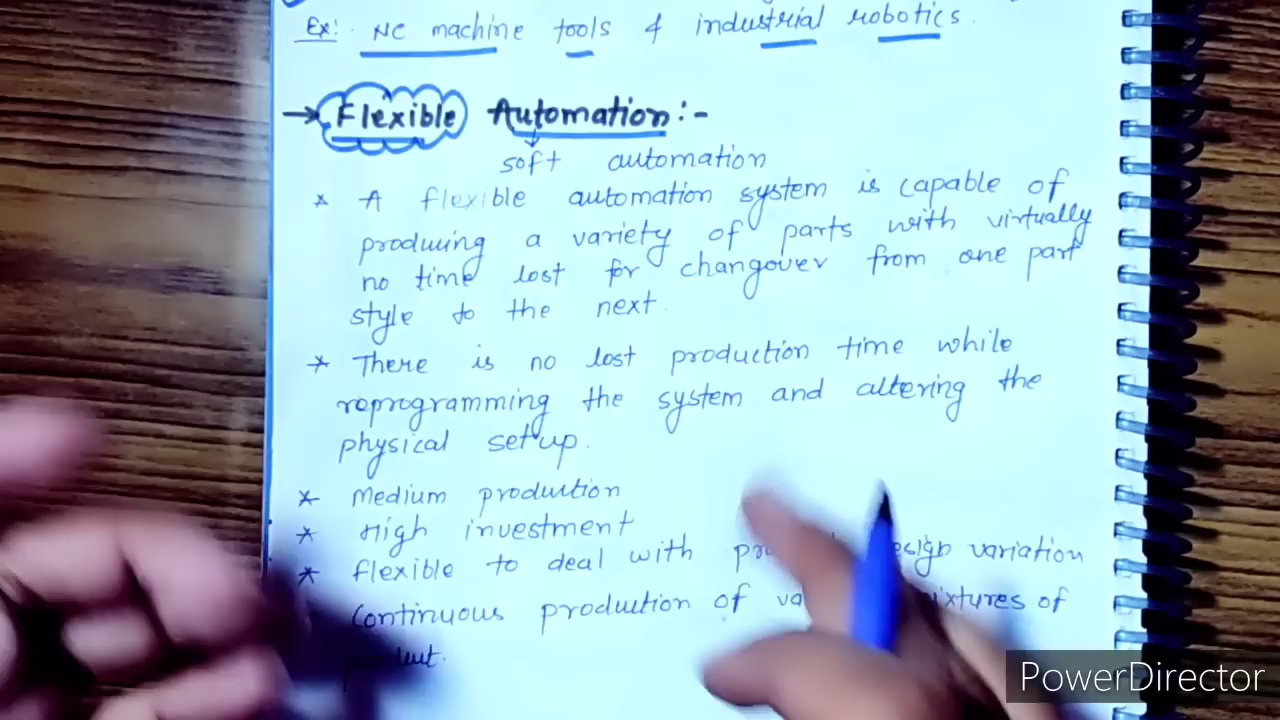 Ex:- NC machine tools & industrial robotics.
→ Flexible Automation :-
soft automation
* A flexible automation system is capable of
produing a variety of parts with virtually
no time lost for changover from one part
style to the next.
* There is no lost production time while
reprogramming the system and altering the
physical setup.
* Medium production
* High investment
* flexible to deal with design variation
Continuous production of mixtures of
PowerDirector